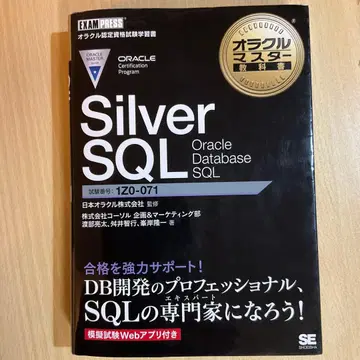 EXAMPRESS
オラクル認定資格試験学習書
ORACLE MASTER
ORACLE
Certification
Program
オラクル
マスター
教科書
Silver
SQL
Oracle
Database
SQL
試験番号：1Z0-071
日本オラクル株式会社 監修
株式会社コーソル 企画&マーケティング部
渡部亮太、舛井智行、峯岸隆一 著
合格を強力サポート！
DB開発のプロフェッショナル、
エキスパート
SQLの専門家になろう！
模擬試験Webアプリ付き
SE
SHOEISHA